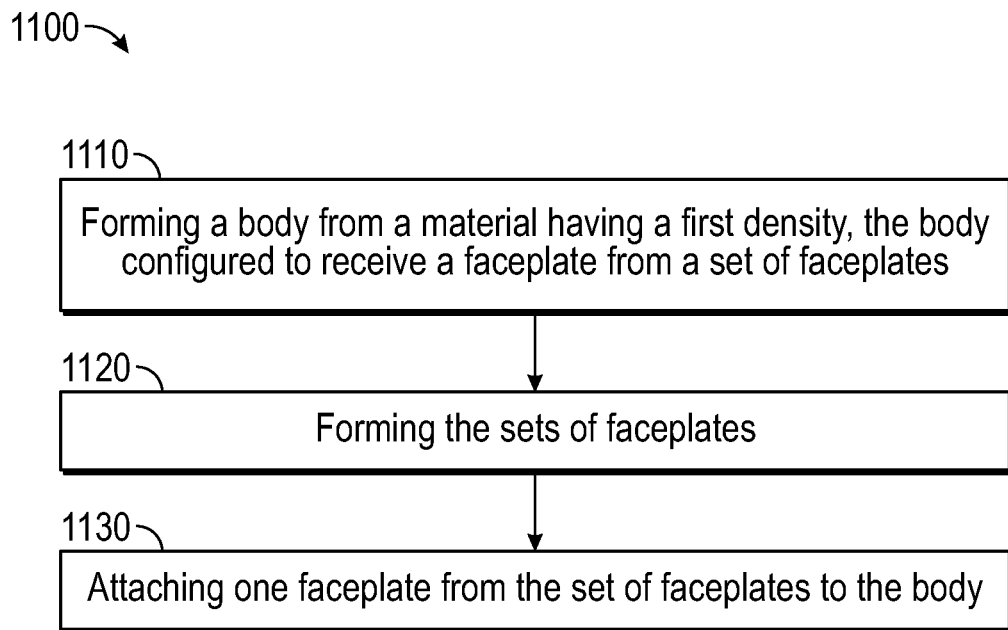 1100
1110
Forming a body from a material having a first density, the body
configured to receive a faceplate from a set of faceplates
1120
Forming the sets of faceplates
1130
Attaching one faceplate from the set of faceplates to the body